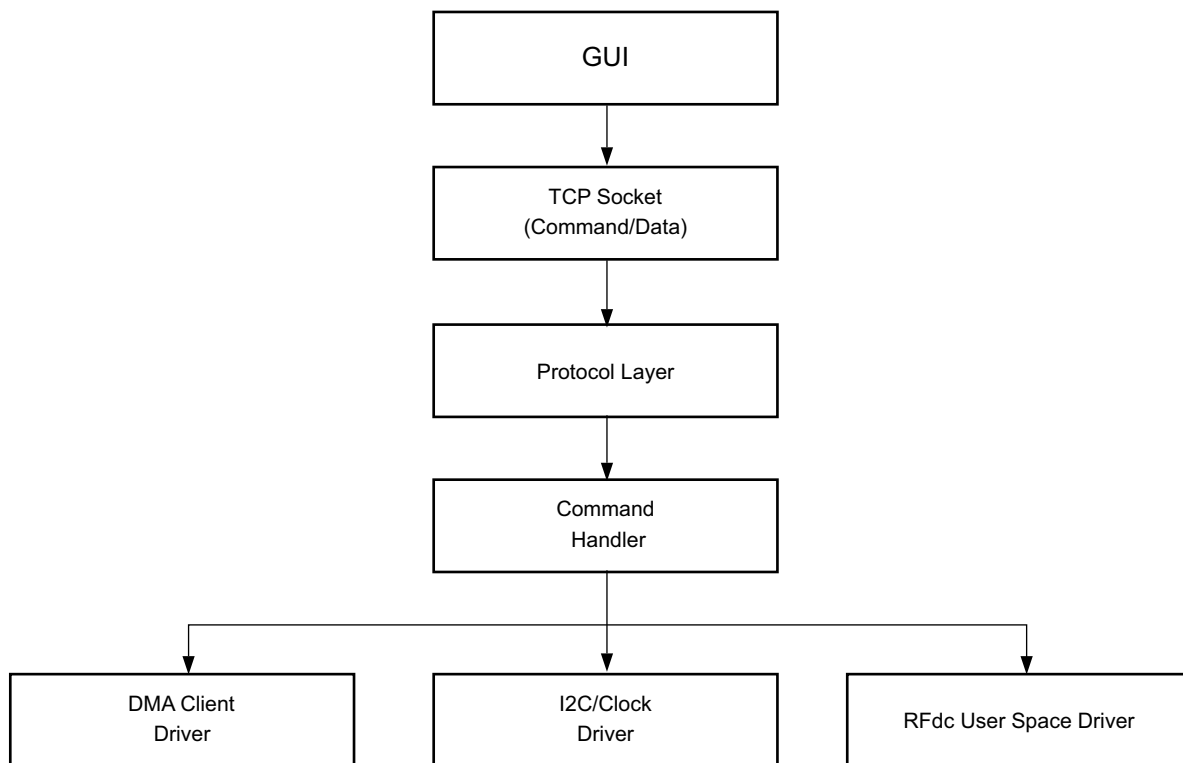 GUI
TCP Socket
(Command/Data)
Protocol Layer
Command
Handler
DMA Client
Driver
I2C/Clock
Driver
RFdc User Space Driver